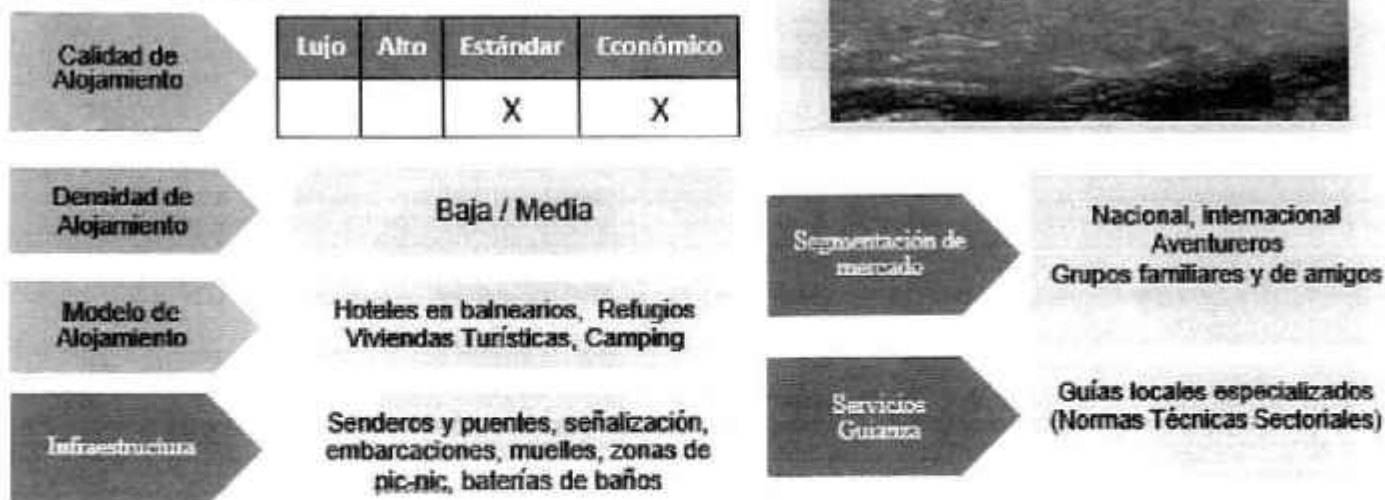 Calidad de
Alojamiento
Lujo Alto Estándar Económico
X X
Densidad de
Alojamiento
Baja / Media
Modelo de
Alojamiento
Hoteles en balnearios, Refugios
Viviendas Turísticas, Camping
Infraestructura
Senderos y puentes, señalización,
embarcaciones, muelles, zonas de
pic-nic, baterías de baños
Segmentación de
mercado
Nacional, internacional
Aventureros
Grupos familiares y de amigos
Servicios
Guianza
Guías locales especializados
(Normas Técnicas Sectoriales)